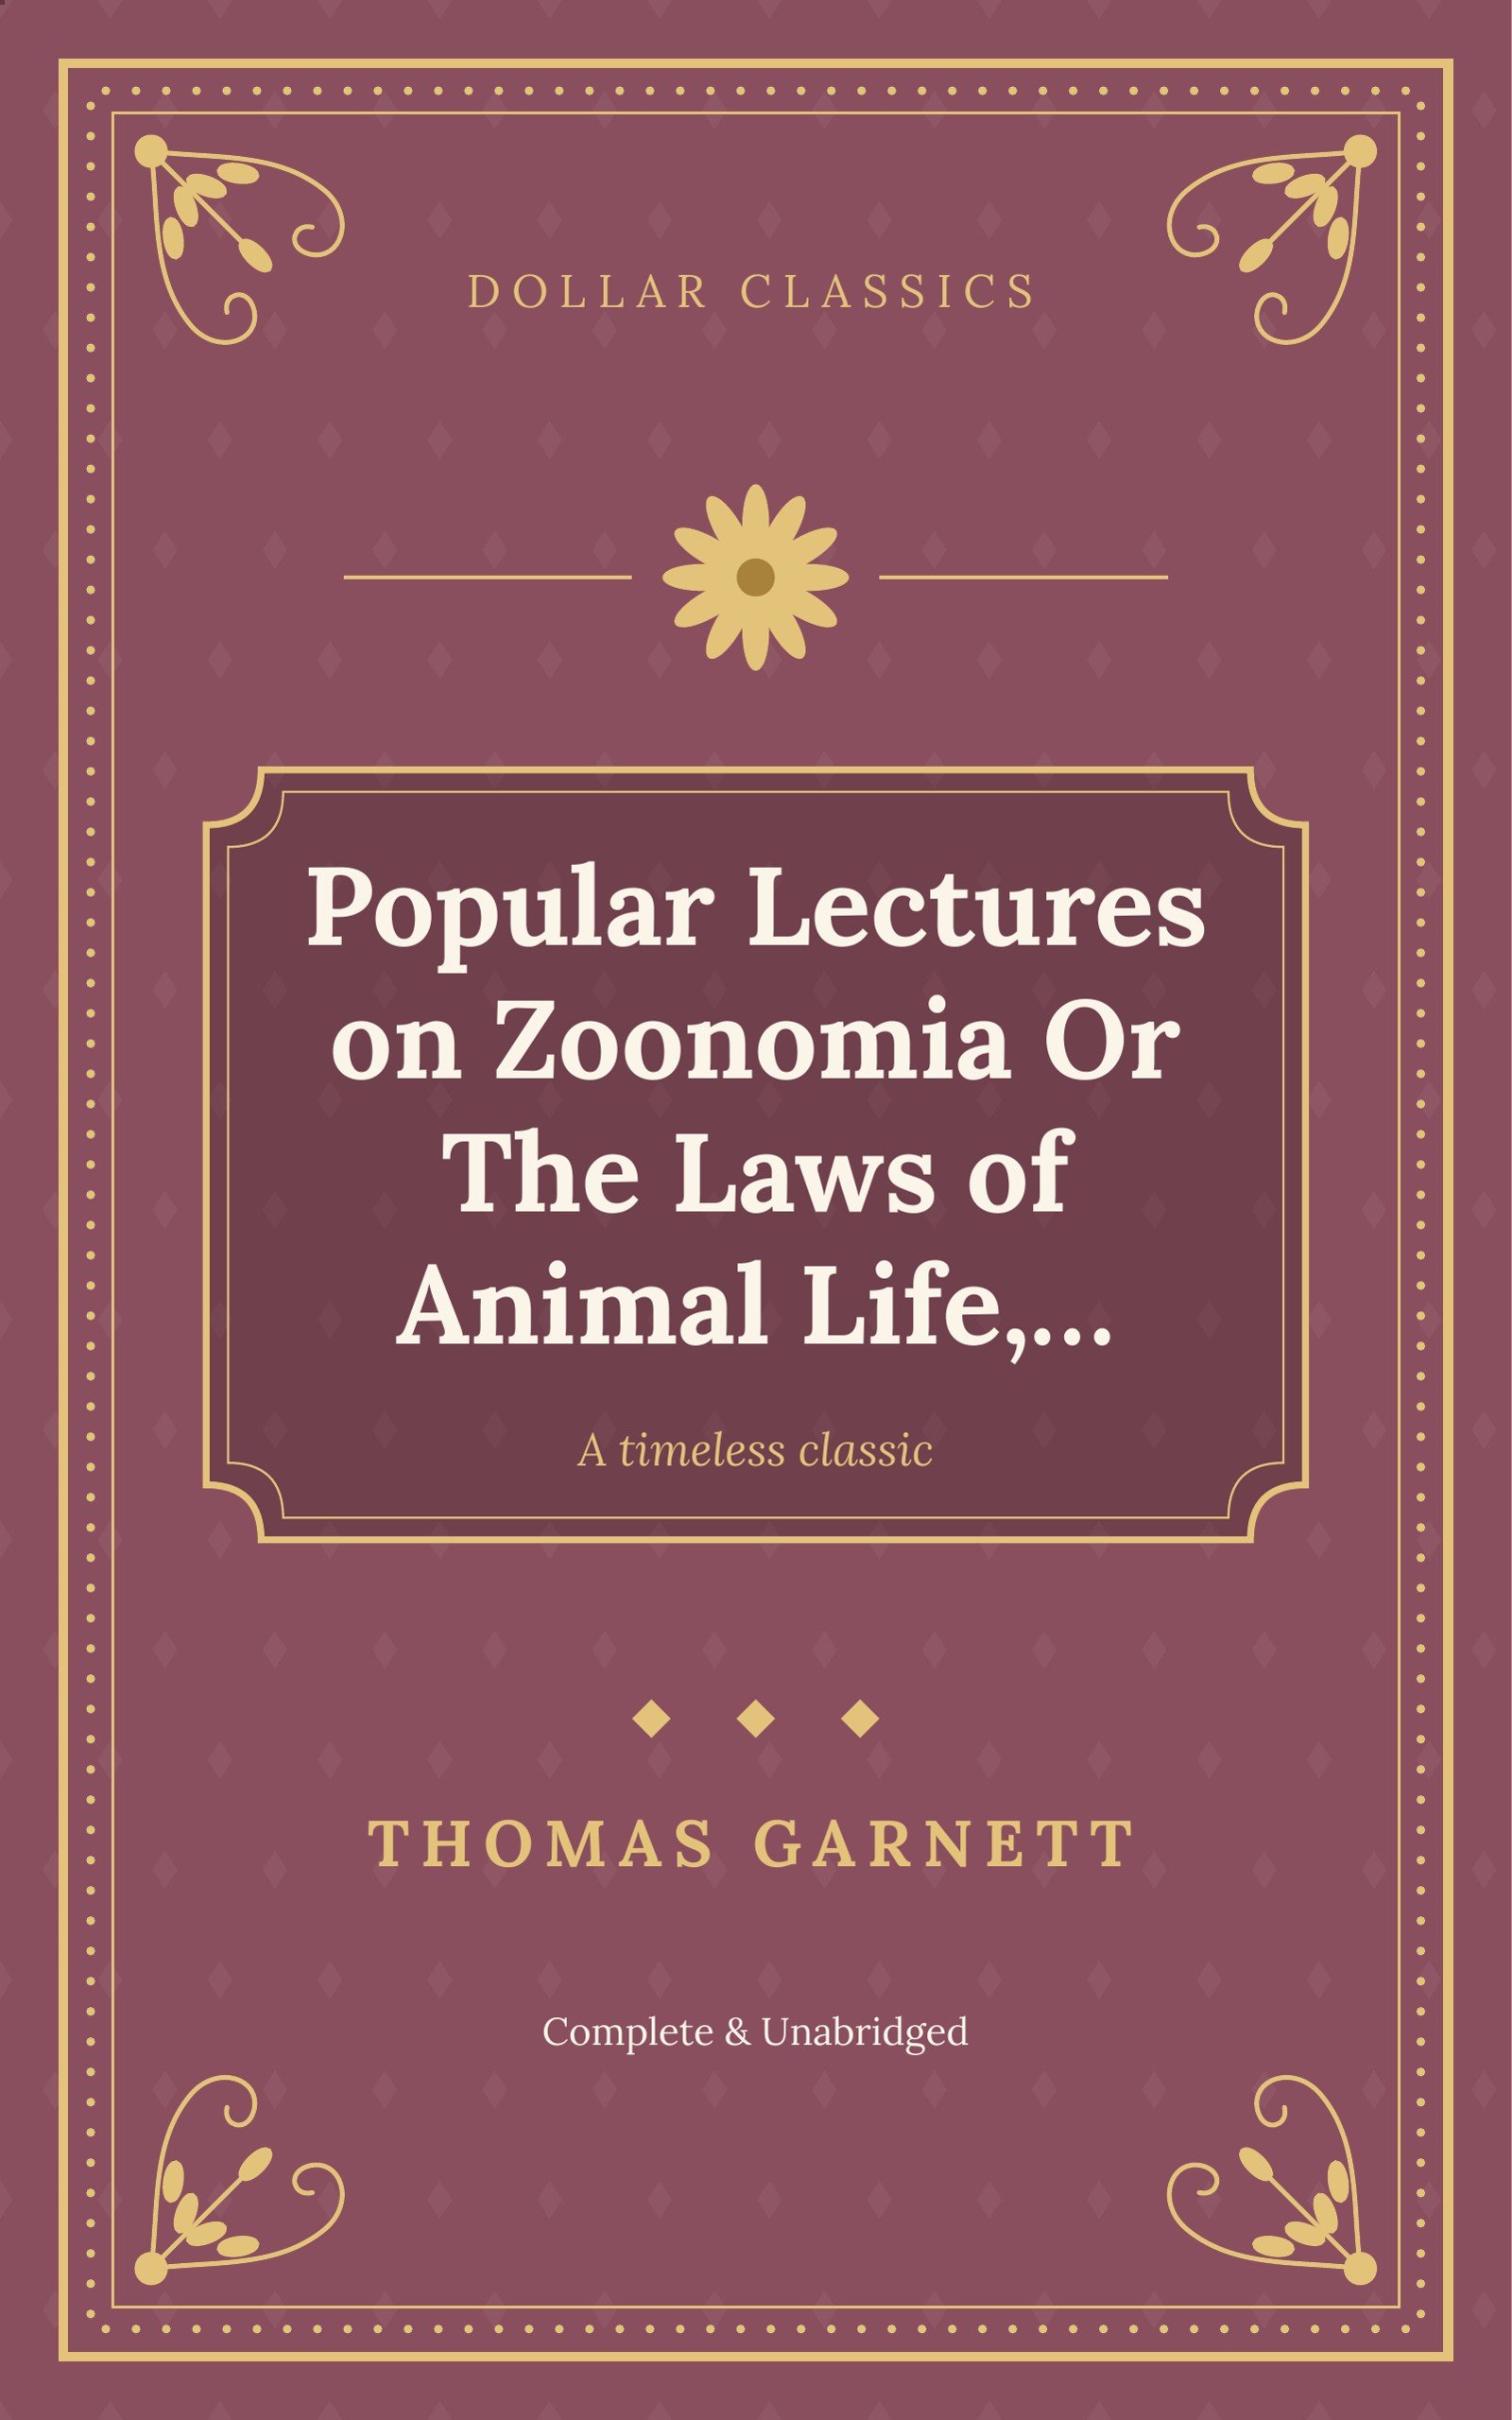 DOLLAR CLASSICS
Popular Lectures
on Zoonomia Or
The Laws of
Animal Life,...
A timeless classic
THOMAS GARNETT
Complete & Unabridged